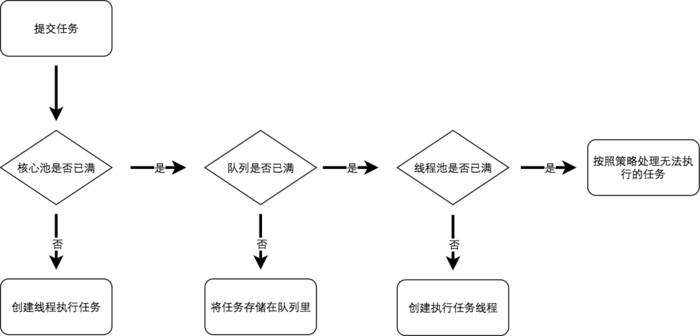 提交任务
核心池是否已满
是
队列是否已满
是
线程池是否已满
是
按照策略处理无法执
行的任务
否
否
否
创建线程执行任务
将任务存储在队列里
创建执行任务线程